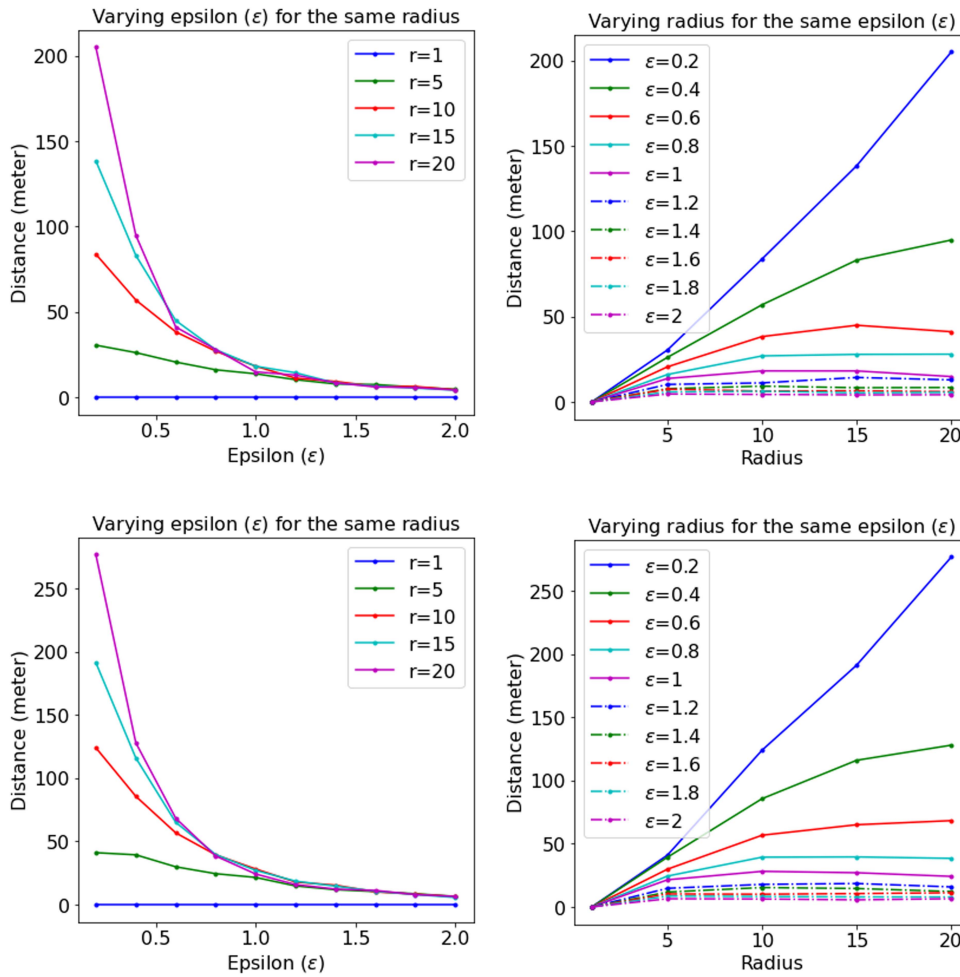 Varying epsilon (ε) for the same radius
Distance (meter)
200
150
100
50
0
r=1
r=5
r=10
r=15
r=20
0.5
1.0
1.5
2.0
Epsilon (ε)
Varying radius for the same epsilon (ε)
Distance (meter)
200
150
100
50
0
ε=0.2
ε=0.4
ε=0.6
ε=0.8
ε=1
ε=1.2
ε=1.4
ε=1.6
ε=1.8
ε=2
5
10
15
20
Radius
Varying epsilon (ε) for the same radius
Distance (meter)
250
200
150
100
50
0
r=1
r=5
r=10
r=15
r=20
0.5
1.0
1.5
2.0
Epsilon (ε)
Varying radius for the same epsilon (ε)
Distance (meter)
250
200
150
100
50
0
ε=0.2
ε=0.4
ε=0.6
ε=0.8
ε=1
ε=1.2
ε=1.4
ε=1.6
ε=1.8
ε=2
5
10
15
20
Radius